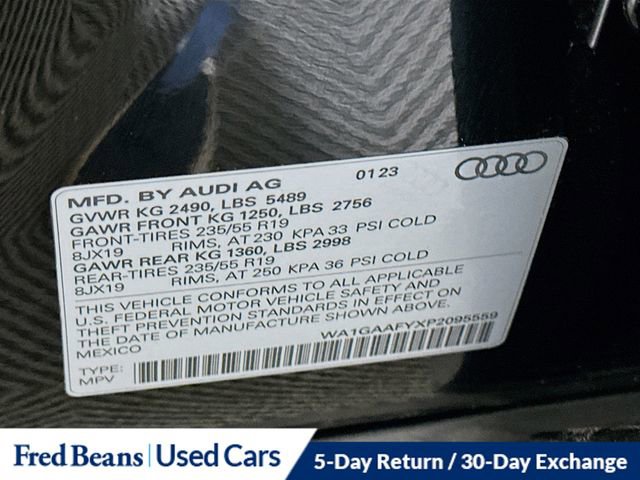 MFD. BY AUDI AG 0123
GVWR KG 2490, LBS 5489
GAWR FRONT KG 1250, LBS 2756
FRONT-TIRES 235/55 R19
8JX19 RIMS, AT 230 KPA 33 PSI COLD
GAWR REAR KG 1360, LBS 2998
REAR-TIRES 235/55 R19
8JX19 RIMS, AT 250 KPA 36 PSI COLD
THIS VEHICLE CONFORMS TO ALL APPLICABLE
U.S. FEDERAL MOTOR VEHICLE SAFETY AND
THEFT PREVENTION STANDARDS IN EFFECT ON
THE DATE OF MANUFACTURE SHOWN ABOVE.
MEXICO WA1GAAFYXP2095559
TYPE:
MPV
Fred Beans Used Cars 5-Day Return / 30-Day Exchange